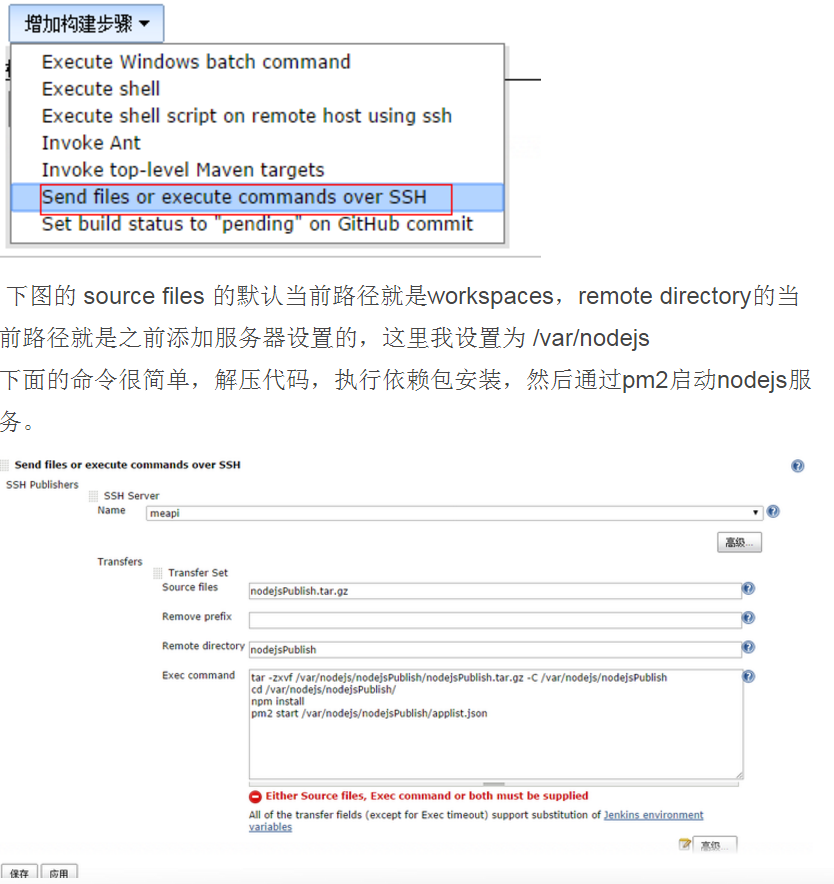 增加构建步骤
Execute Windows batch command
Execute shell
Execute shell script on remote host using ssh
Invoke Ant
Invoke top-level Maven targets
Send files or execute commands over SSH
Set build status to "pending" on GitHub commit
下图的 source files 的默认当前路径就是workspaces，remote directory的当
前路径就是之前添加服务器设置的，这里我设置为 /var/nodejs
下面的命令很简单，解压代码，执行依赖包安装，然后通过pm2启动nodejs服
务。
Send files or execute commands over SSH
SSH Publishers
SSH Server
Name
meapi
高级...
Transfers
Transfer Set
Source files
nodejsPublish.tar.gz
Remove prefix
Remote directory
nodejsPublish
Exec command
tar -zxvf /var/nodejs/nodejsPublish/nodejsPublish.tar.gz -C /var/nodejs/nodejsPublish
cd /var/nodejs/nodejsPublish/
npm install
pm2 start /var/nodejs/nodejsPublish/applist.json
Either Source files, Exec command or both must be supplied
All of the transfer fields (except for Exec timeout) support substitution of Jenkins environment
variables
高级...
保存
应用